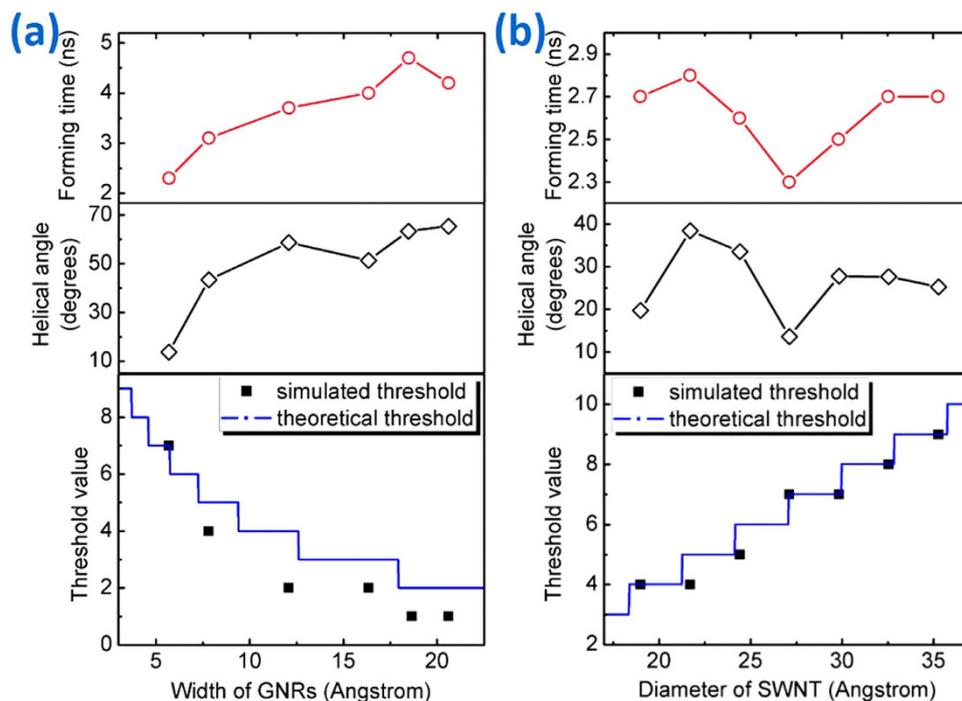 (a)
Forming time (ns)
5
4
3
2
Helical angle
(degrees)
70
50
30
10
simulated threshold
theoretical threshold
Threshold value
8
6
4
2
0
5
10
15
20
Width of GNRs (Angstrom)
(b)
Forming time (ns)
2.9
2.7
2.5
2.3
Helical angle
(degrees)
40
30
20
10
simulated threshold
theoretical threshold
Threshold value
10
8
6
4
2
20
25
30
35
Diameter of SWNT (Angstrom)